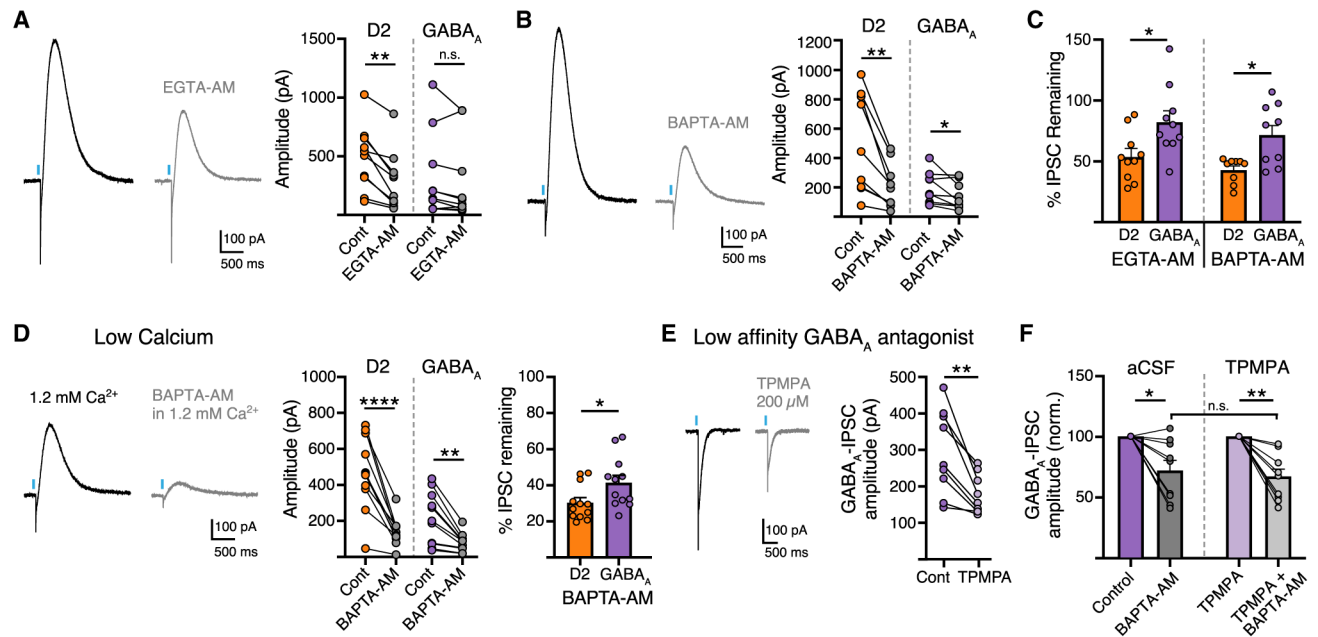 A
EGTA-AM
100 pA
500 ms
D2
GABAA
**
n.s.
1500
1000
500
Amplitude (pA)
Cont
EGTA-AM
Cont
EGTA-AM
B
BAPTA-AM
100 pA
500 ms
D2
GABAA
**
*
1200
1000
800
600
400
200
Amplitude (pA)
Cont
BAPTA-AM
Cont
BAPTA-AM
C
*
*
150
100
50
% IPSC Remaining
D2 GABAA
D2 GABAA
EGTA-AM
BAPTA-AM
D
Low Calcium
1.2 mM Ca2+
BAPTA-AM
in 1.2 mM Ca2+
100 pA
500 ms
D2
GABAA
****
**
1000
800
600
400
200
Amplitude (pA)
Cont
BAPTA-AM
Cont
BAPTA-AM
*
100
80
60
40
20
0
% IPSC remaining
D2 GABAA
BAPTA-AM
E
Low affinity GABAA antagonist
TPMPA
200 µM
100 pA
500 ms
**
500
400
300
200
100
GABAA-IPSC
amplitude (pA)
Cont TPMPA
F
aCSF
TPMPA
*
**
n.s.
150
100
50
GABAA-IPSC
amplitude (norm.)
Control
BAPTA-AM
TPMPA
TPMPA +
BAPTA-AM